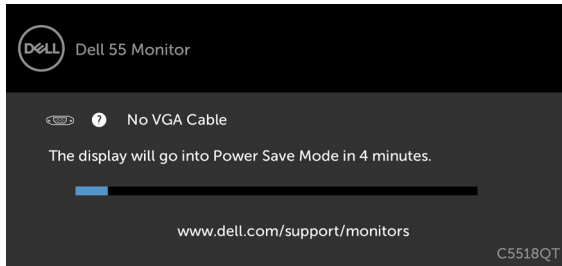 DELL
Dell 55 Monitor
? No VGA Cable
The display will go into Power Save Mode in 4 minutes.
www.dell.com/support/monitors
C5518QT